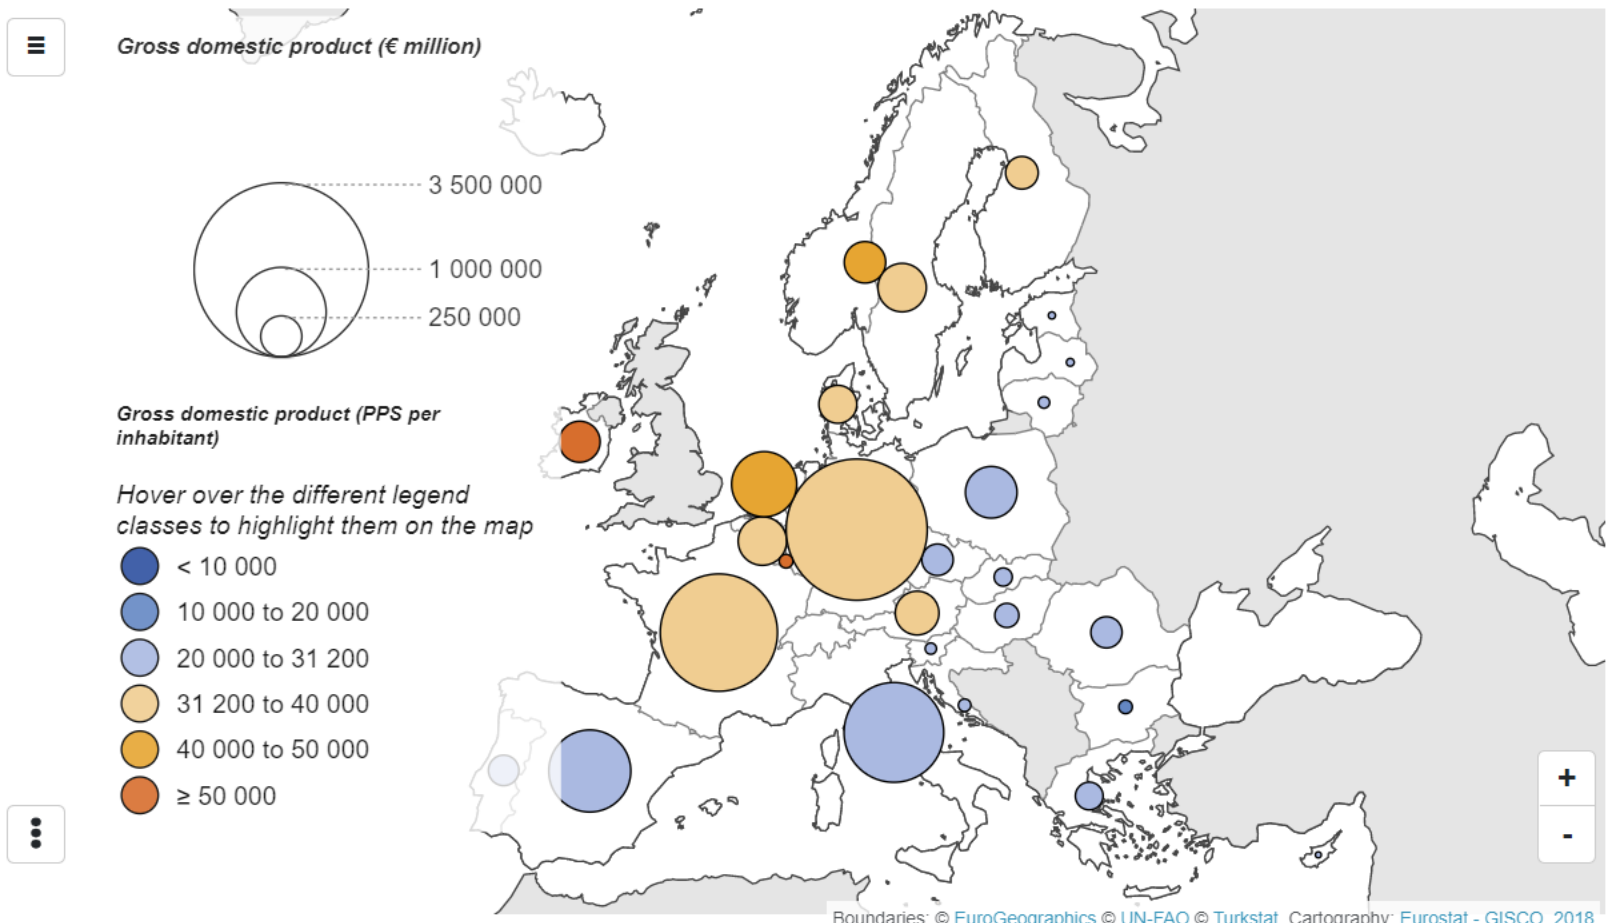 Gross domestic product (€ million)
3 500 000
1 000 000
250 000
Gross domestic product (PPS per
inhabitant)
Hover over the different legend
classes to highlight them on the map
< 10 000
10 000 to 20 000
20 000 to 31 200
31 200 to 40 000
40 000 to 50 000
≥ 50 000
+
-
Boundaries: © EuroGeographics © UN-FAO © Turkstat, Cartography: Eurostat - GISCO, 2018